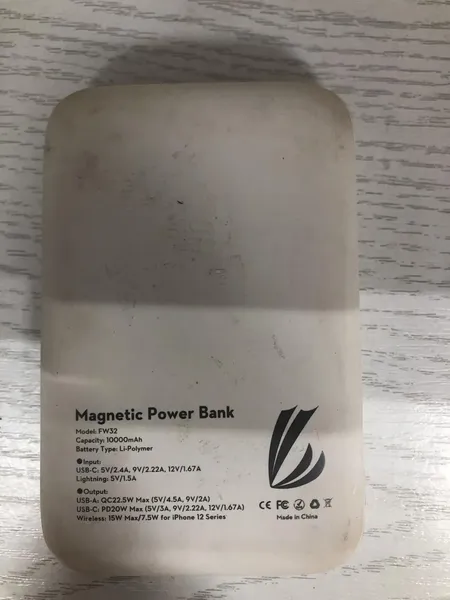 Magnetic Power Bank
Model: FW32
Capacity: 10000mAh
Battery Type: Li-Polymer
●Input:
USB-C: 5V/2.4A, 9V/2.22A, 12V/1.67A
Lightning: 5V/1.5A
●Output:
USB-A: QC22.5W Max (5V/4.5A, 9V/2A)
USB-C: PD20W Max (5V/3A, 9V/2.22A, 12V/1.67A)
Wireless: 15W Max/7.5W for iPhone 12 Series
CE FC
Made in China